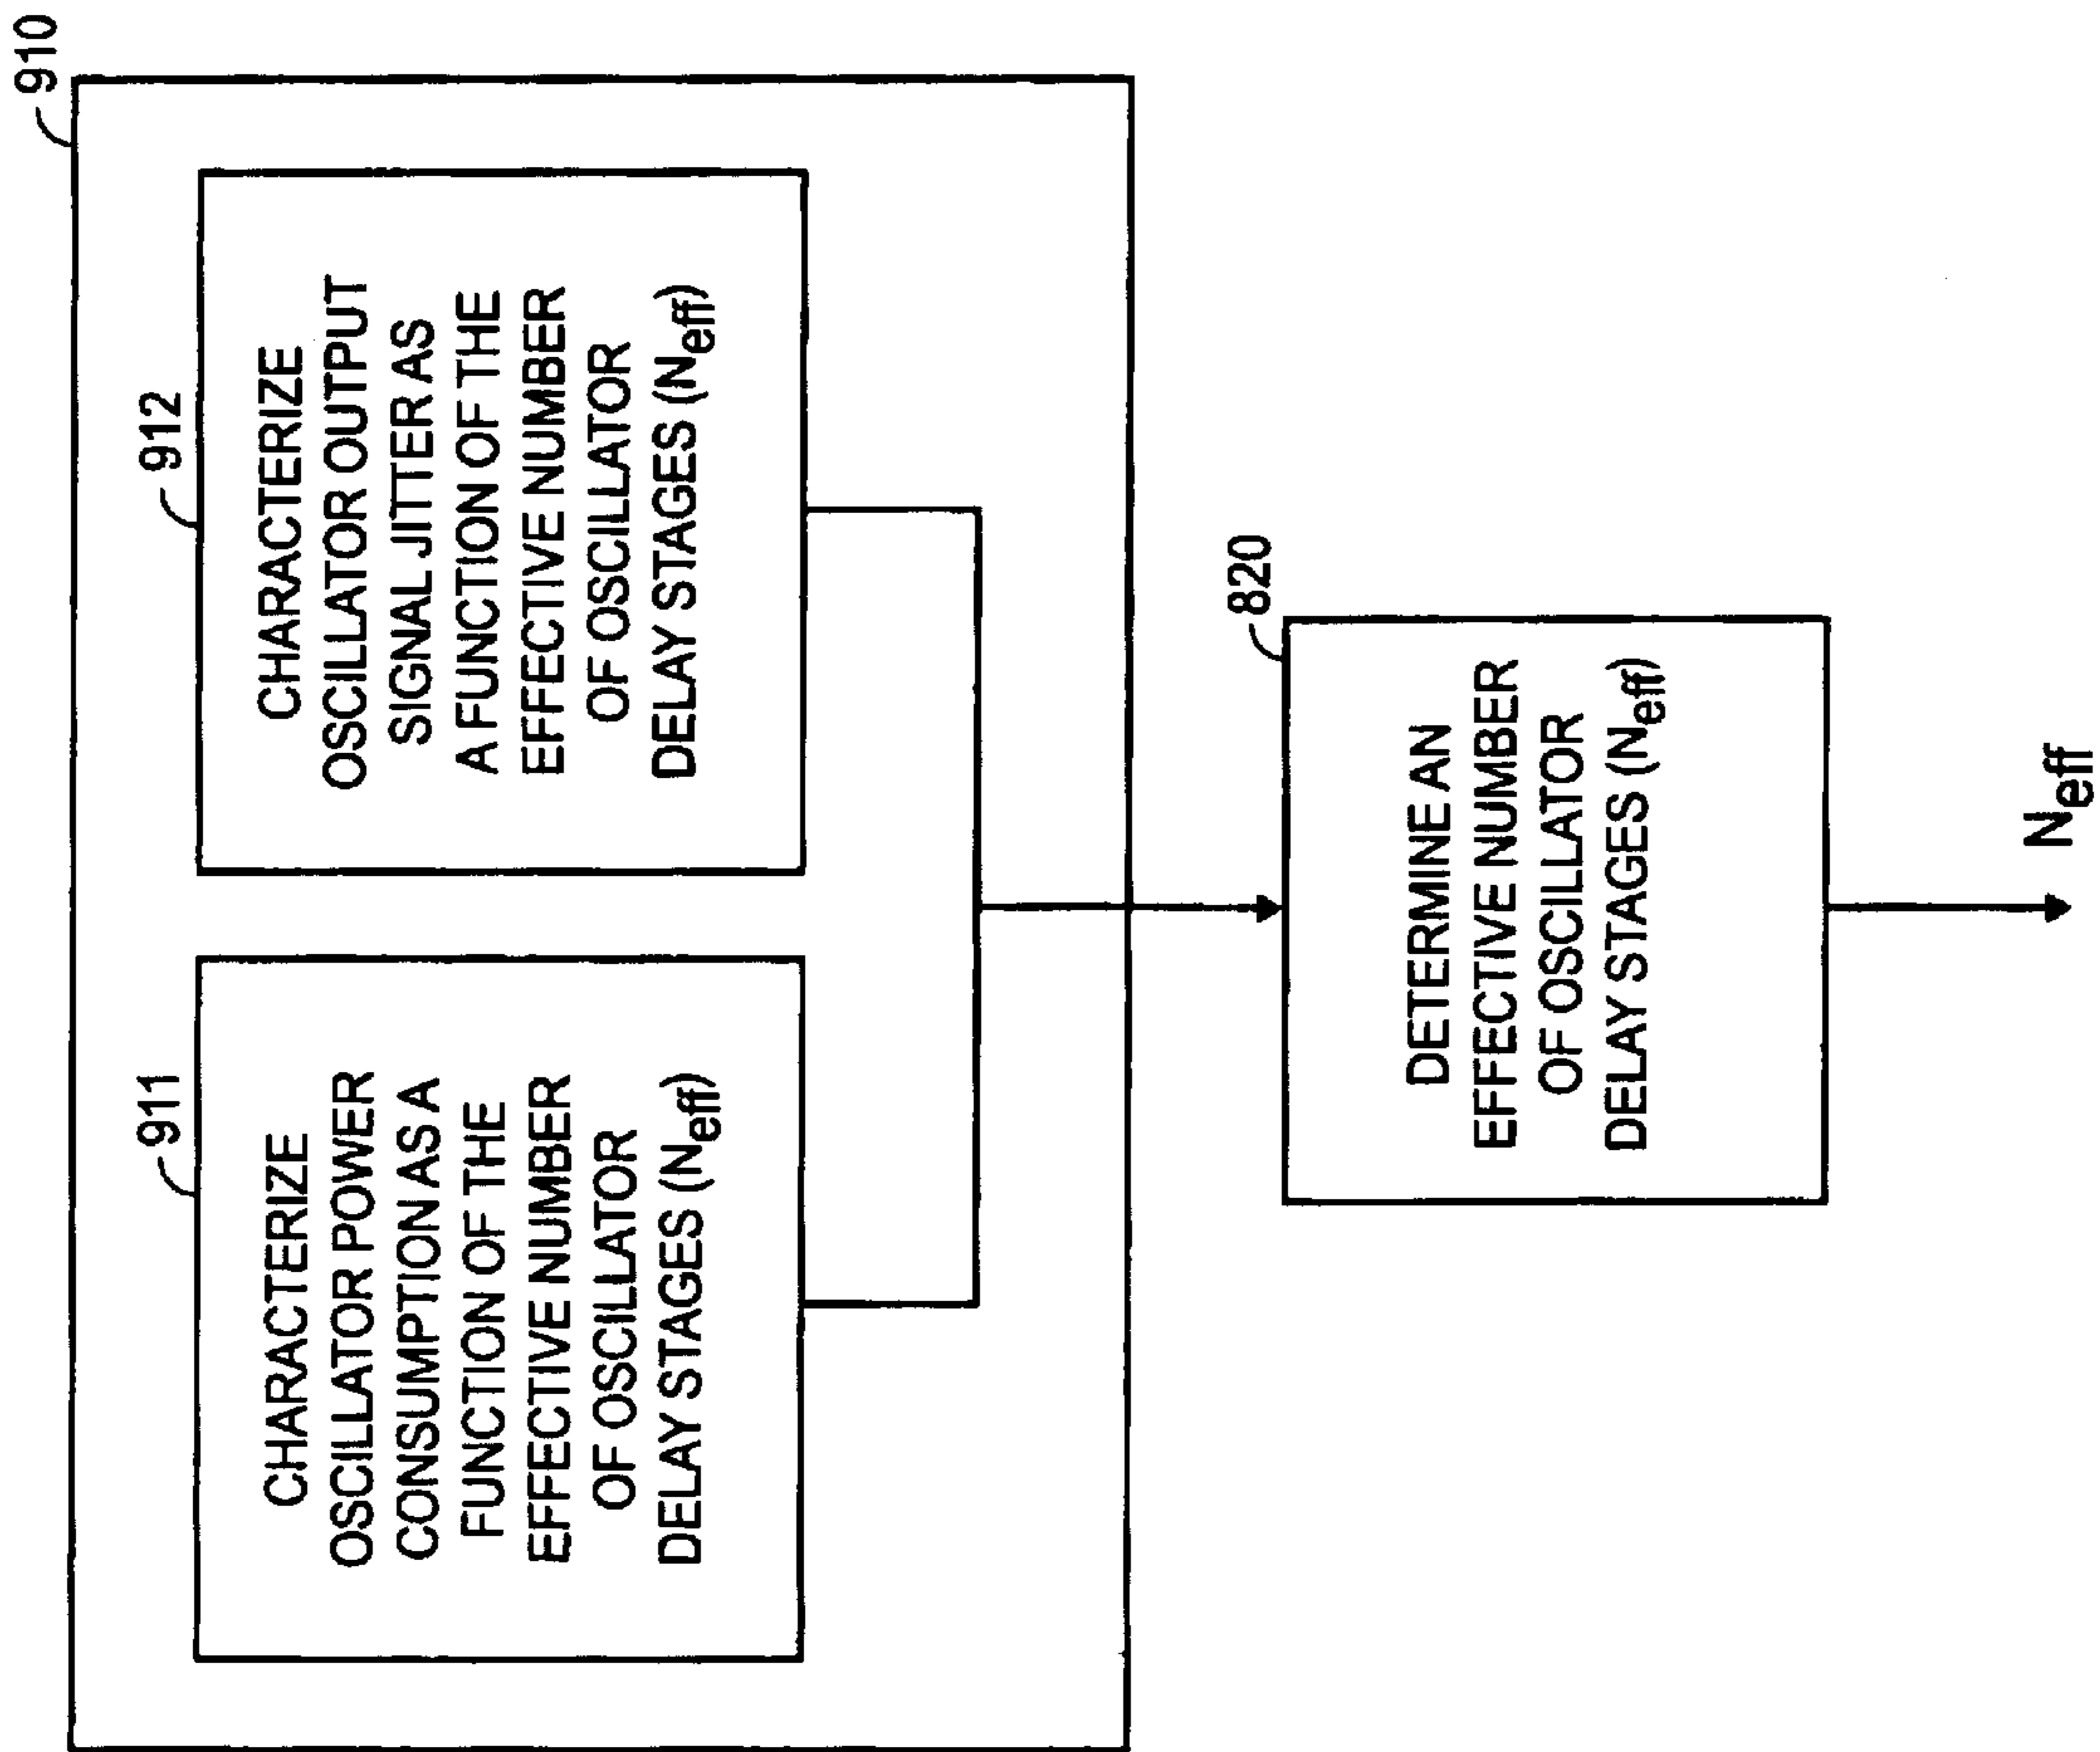 910
911
CHARACTERIZE
OSCILLATOR POWER
CONSUMPTION AS A
FUNCTION OF THE
EFFECTIVE NUMBER
OF OSCILLATOR
DELAY STAGES (Neff)
912
CHARACTERIZE
OSCILLATOR OUTPUT
SIGNAL JITTER AS
A FUNCTION OF THE
EFFECTIVE NUMBER
OF OSCILLATOR
DELAY STAGES (Neff)
820
DETERMINE AN
EFFECTIVE NUMBER
OF OSCILLATOR
DELAY STAGES (Neff)
Neff